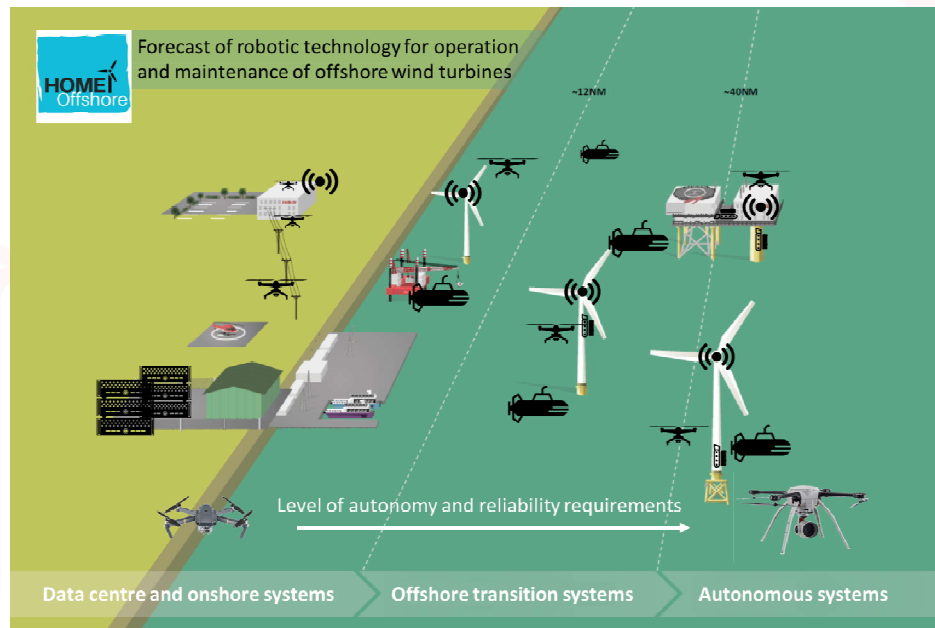 HOME
Offshore
Forecast of robotic technology for operation
and maintenance of offshore wind turbines
~12NM
~40NM
Level of autonomy and reliability requirements
Data centre and onshore systems
Offshore transition systems
Autonomous systems